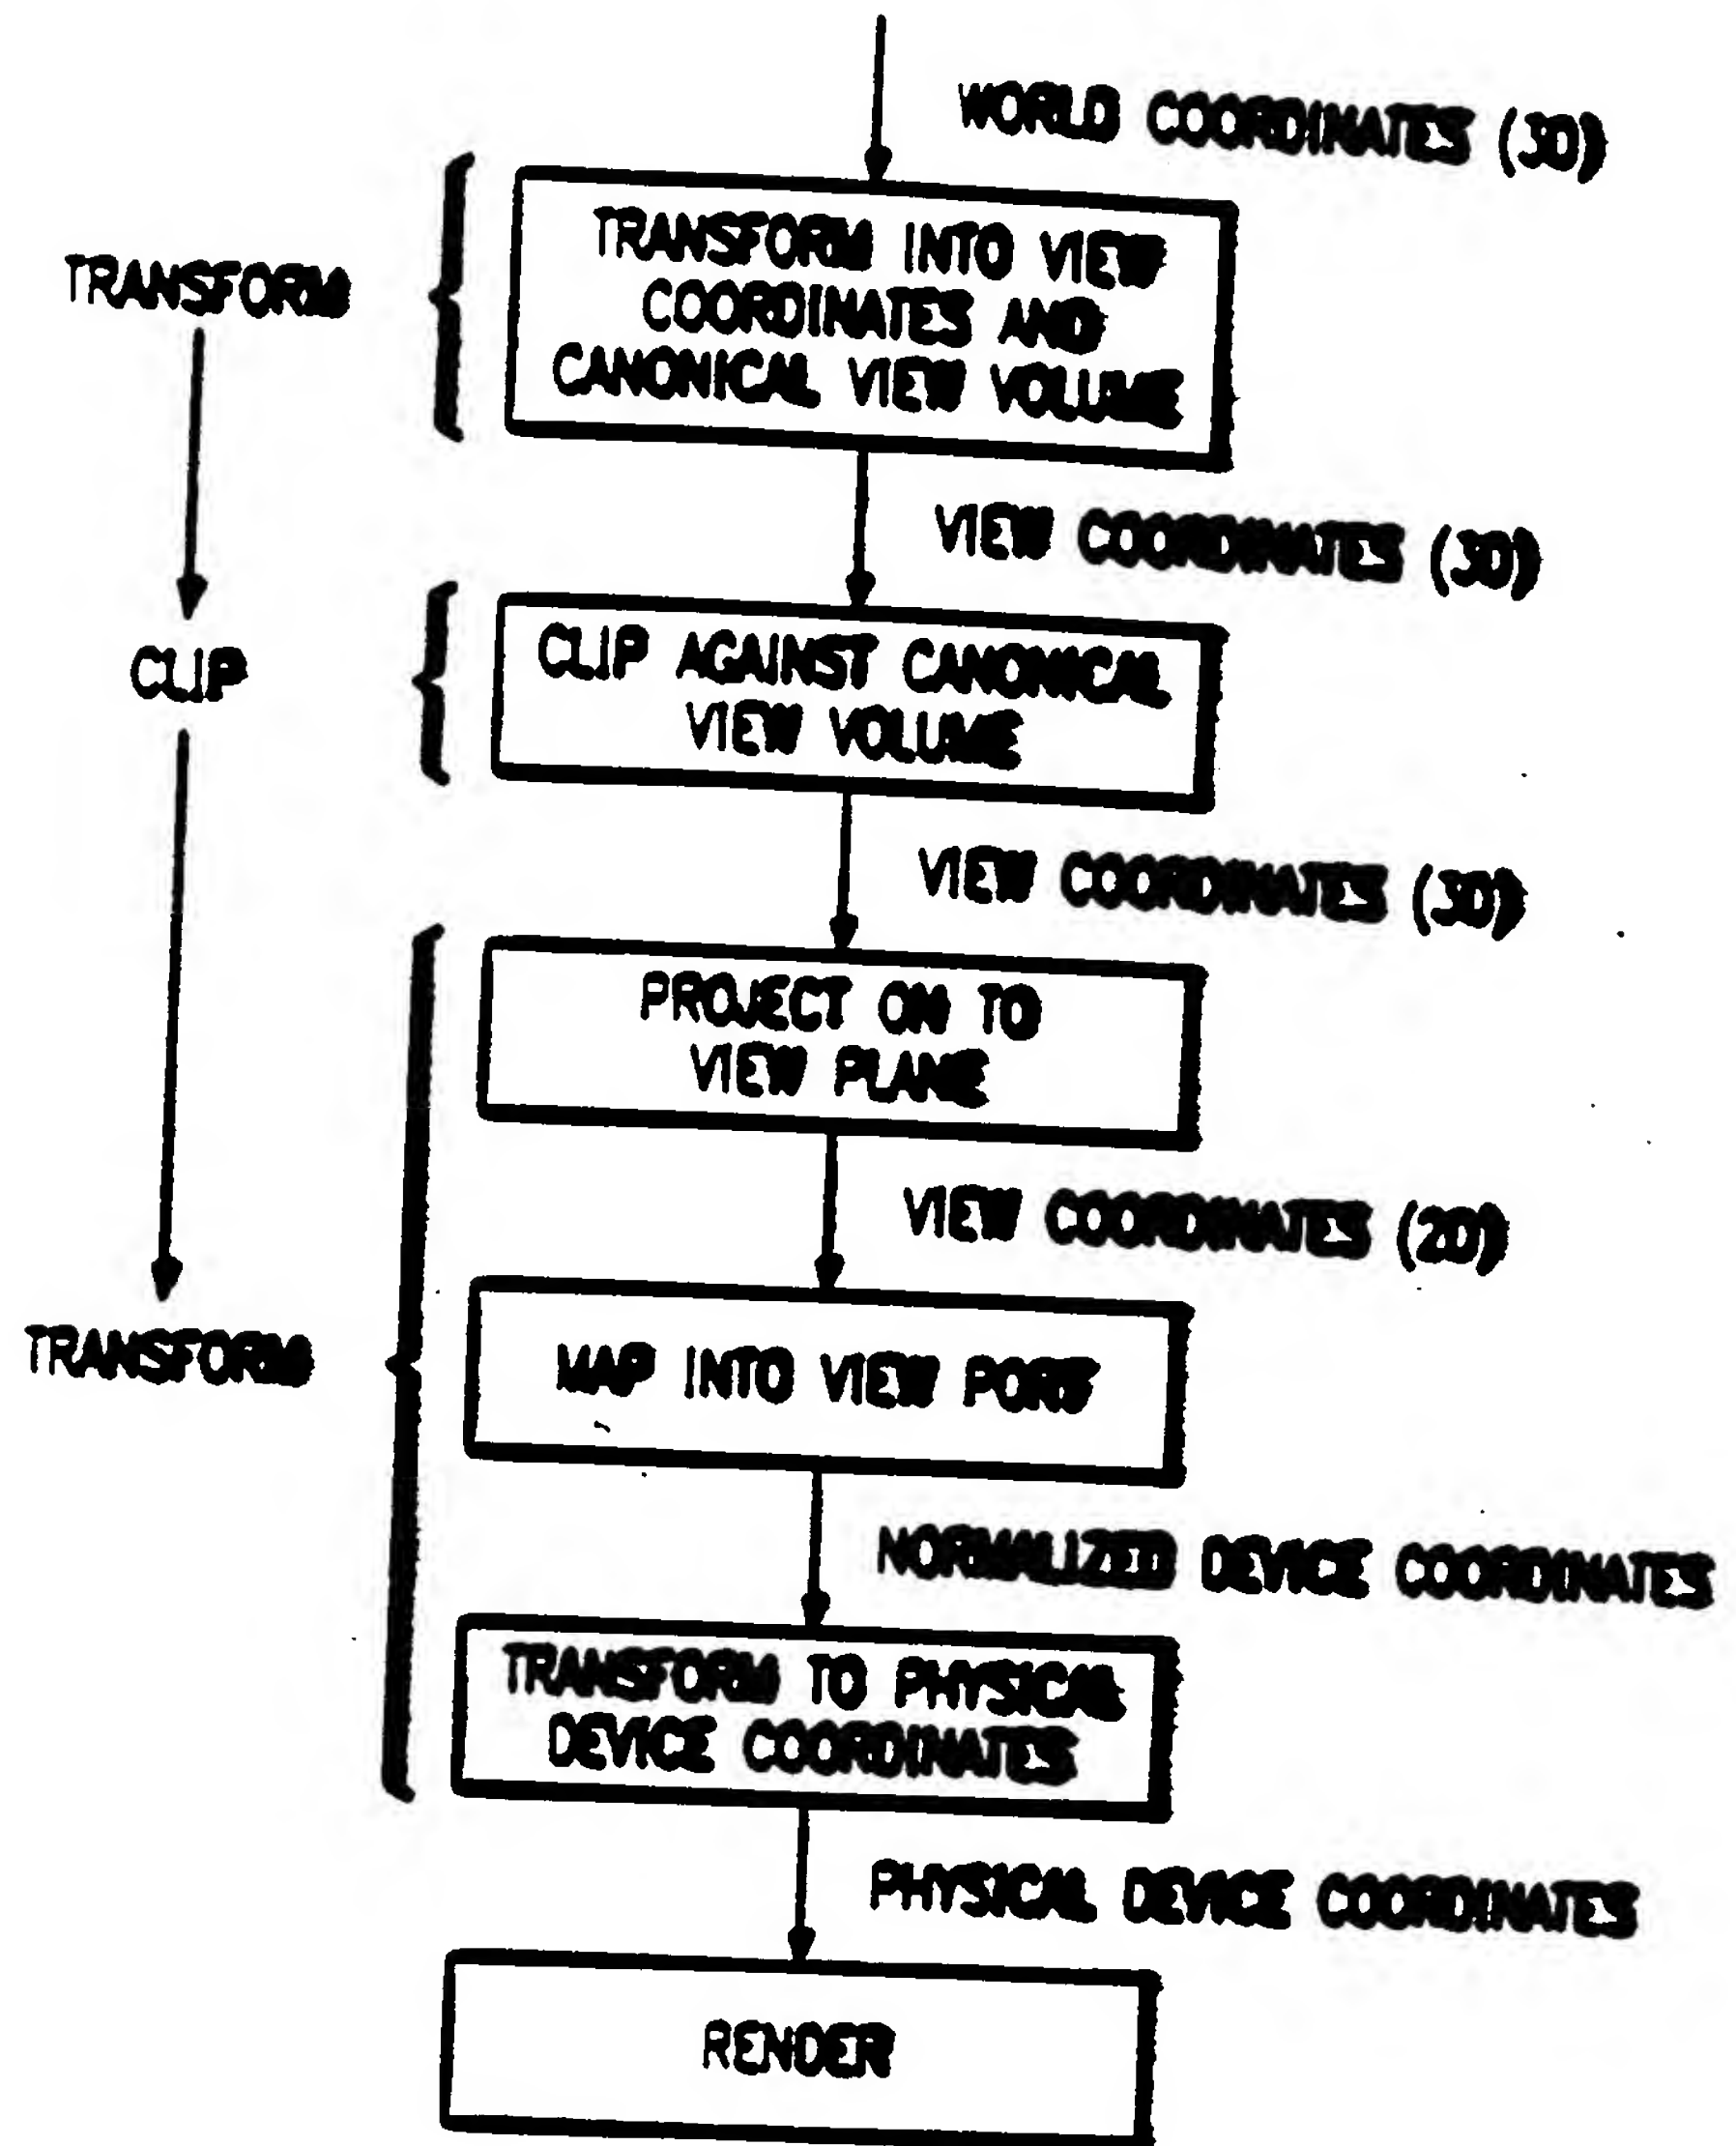 WORLD COORDINATES (3D)
TRANSFORM
TRANSFORM INTO VIEW
COORDINATES AND
CANONICAL VIEW VOLUME
VIEW COORDINATES (3D)
CLIP
CLIP AGAINST CANONICAL
VIEW VOLUME
VIEW COORDINATES (3D)
PROJECT ON TO
VIEW PLANE
VIEW COORDINATES (2D)
TRANSFORM
MAP INTO VIEW PORT
NORMALIZED DEVICE COORDINATES
TRANSFORM TO PHYSICAL
DEVICE COORDINATES
PHYSICAL DEVICE COORDINATES
RENDER